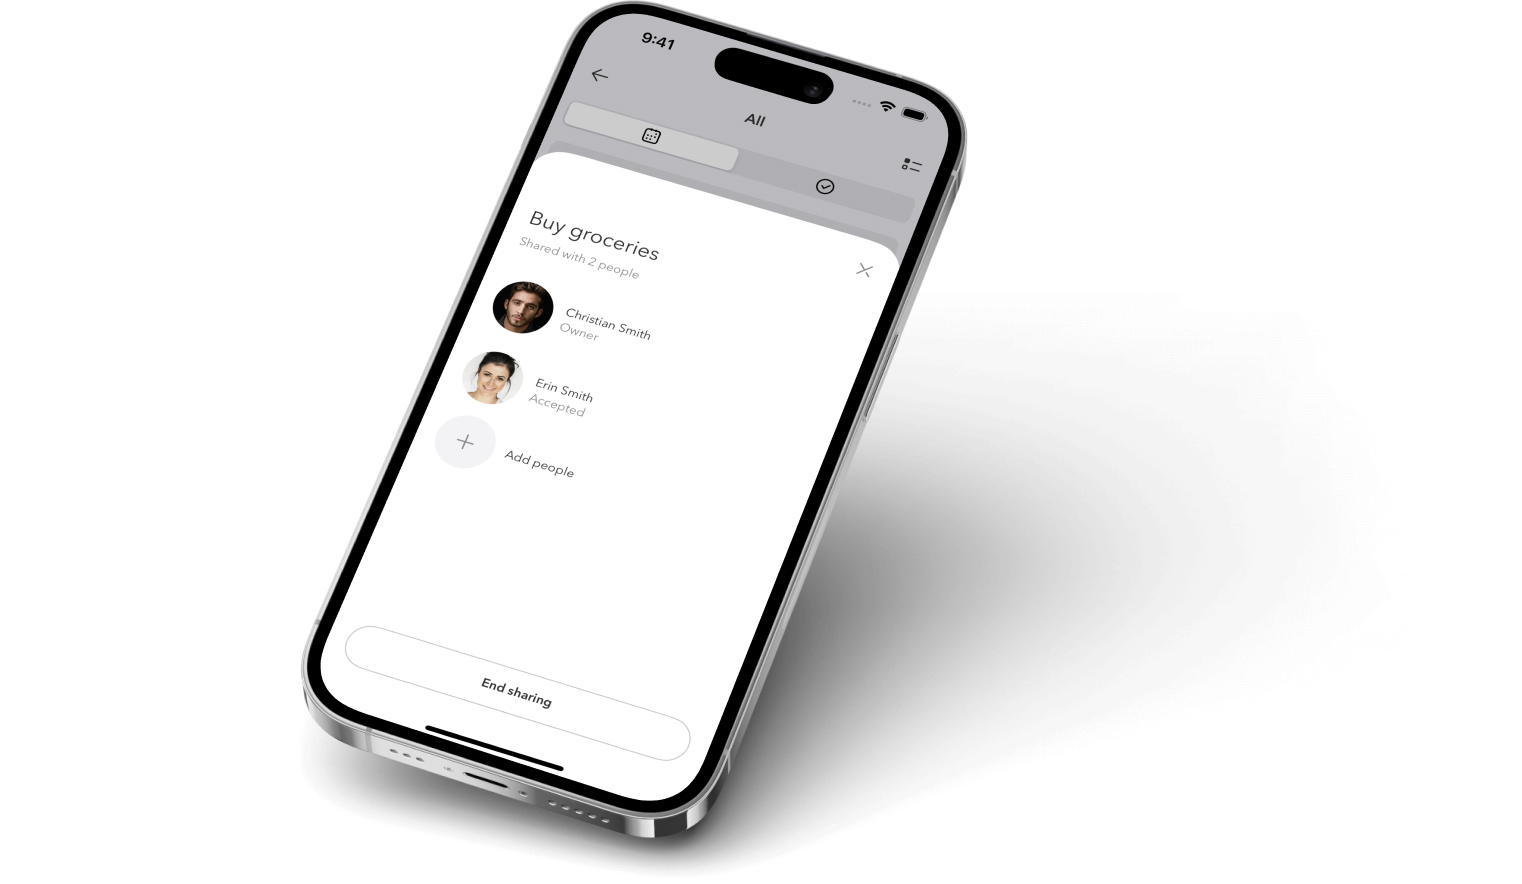 9:41
All
Buy groceries
Shared with 2 people
Christian Smith
Owner
Erin Smith
Accepted
Add people
End sharing